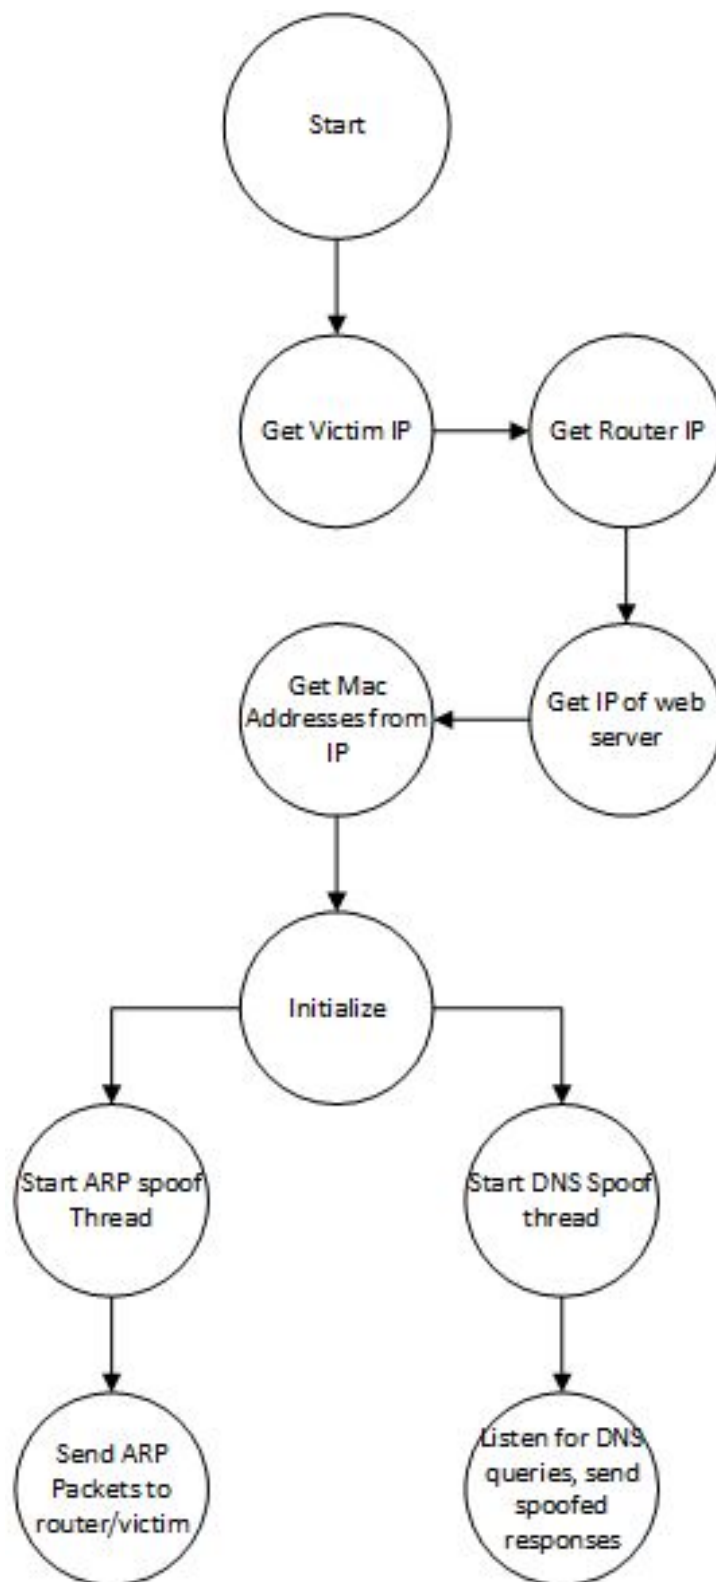 Start
Get Victim IP
Get Router IP
Get Mac
Addresses from
IP
Get IP of web
server
Initialize
Start ARP spoof
Thread
Start DNS Spoof
thread
Send ARP
Packets to
router/victim
Listen for DNS
queries, send
spoofed
responses